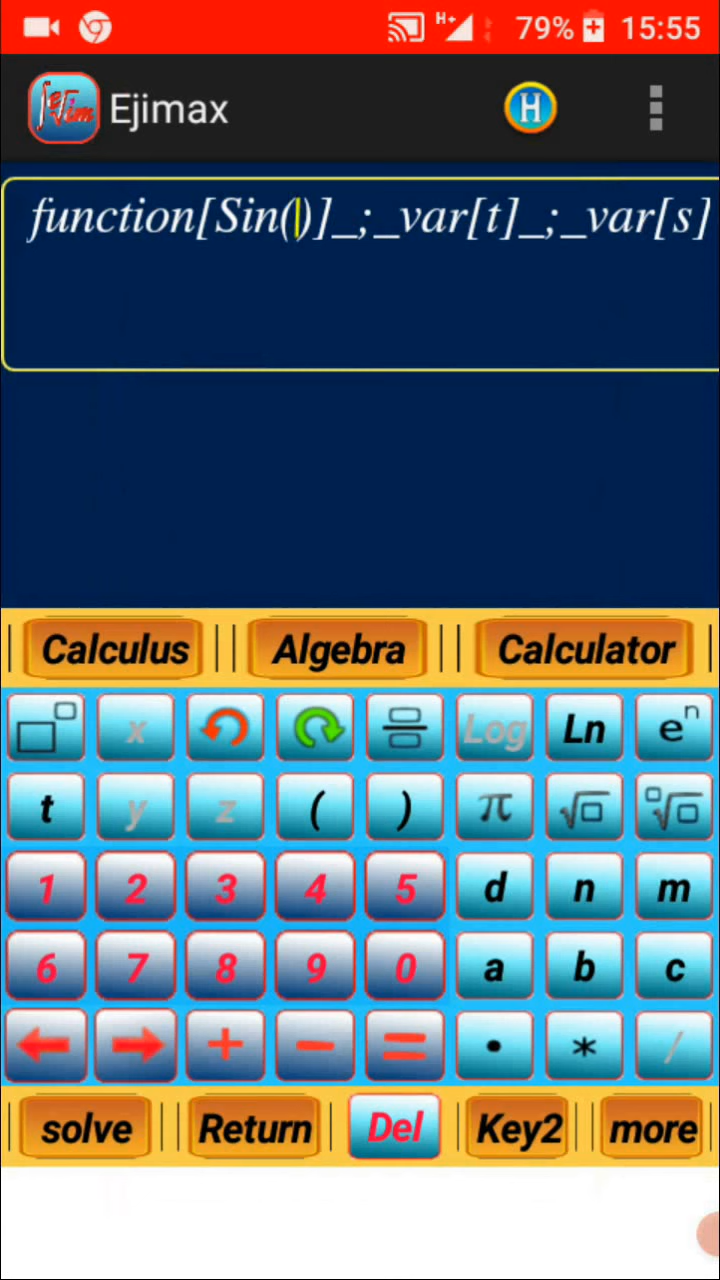 H+ 79% 15:55
Ejimax H
function[Sin()]_;_var[t]_;_var[s]
Calculus Algebra Calculator
x Log Ln eⁿ
t y z ( ) π √
1 2 3 4 5 d n m
6 7 8 9 0 a b c
← → + − = • * /
solve Return Del Key2 more